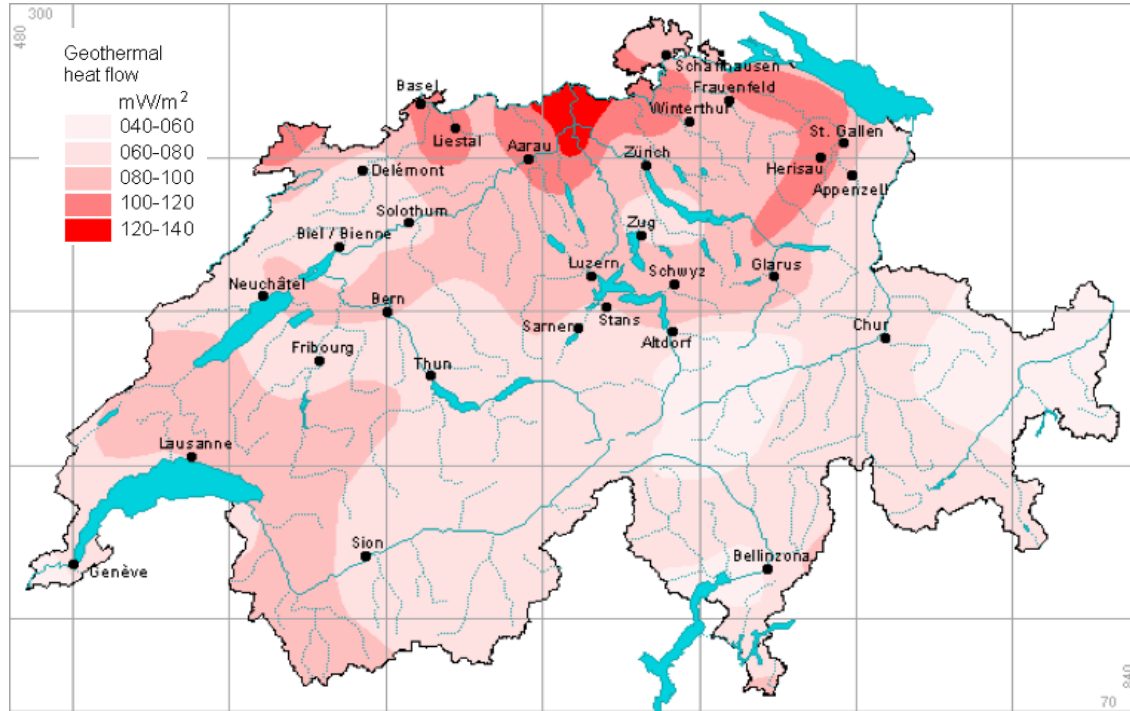 300
480
Geothermal
heat flow
mW/m²
040-060
060-080
080-100
100-120
120-140
Schaffhausen
Basel
Frauenfeld
Winterthur
Liestal
St. Gallen
Aarau
Zürich
Herisau
Delémont
Appenzell
Solothurn
Zug
Biel / Bienne
Luzern
Schwyz
Glarus
Neuchâtel
Bern
Stans
Sarnen
Altdorf
Chur
Fribourg
Thun
Lausanne
Sion
Bellinzona
Genève
840
70